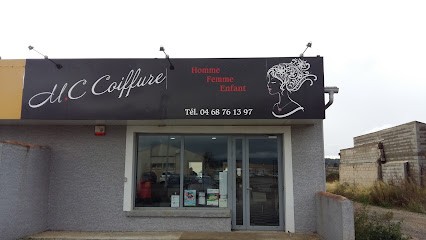 M.C Coiffure
Homme
Femme
Enfant
Tél. 04 68 76 13 97